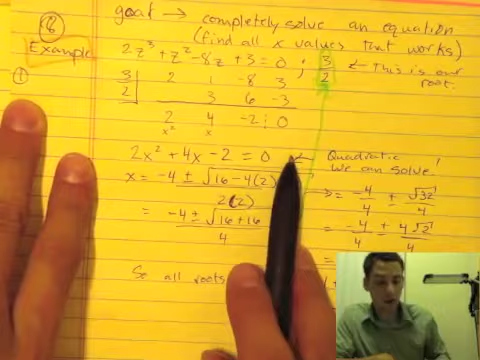 ⑧ goal → completely solve an equation
(find all x values that works)
Example
① 2z³ + z² - 8z + 3 = 0 ; 3/2 ← This is our root.
3/2 | 2 1 -8 3
3 6 -3
2 4 -2 : 0
x² x
2x² + 4x - 2 = 0 ← Quadratic! We can solve!
x = -4 ± √16 - 4(2)
2(2)
= -4 ± √16 + 16
4
= -4/4 ± √32/4
= -4/4 ± 4√2/4
=
So all roots